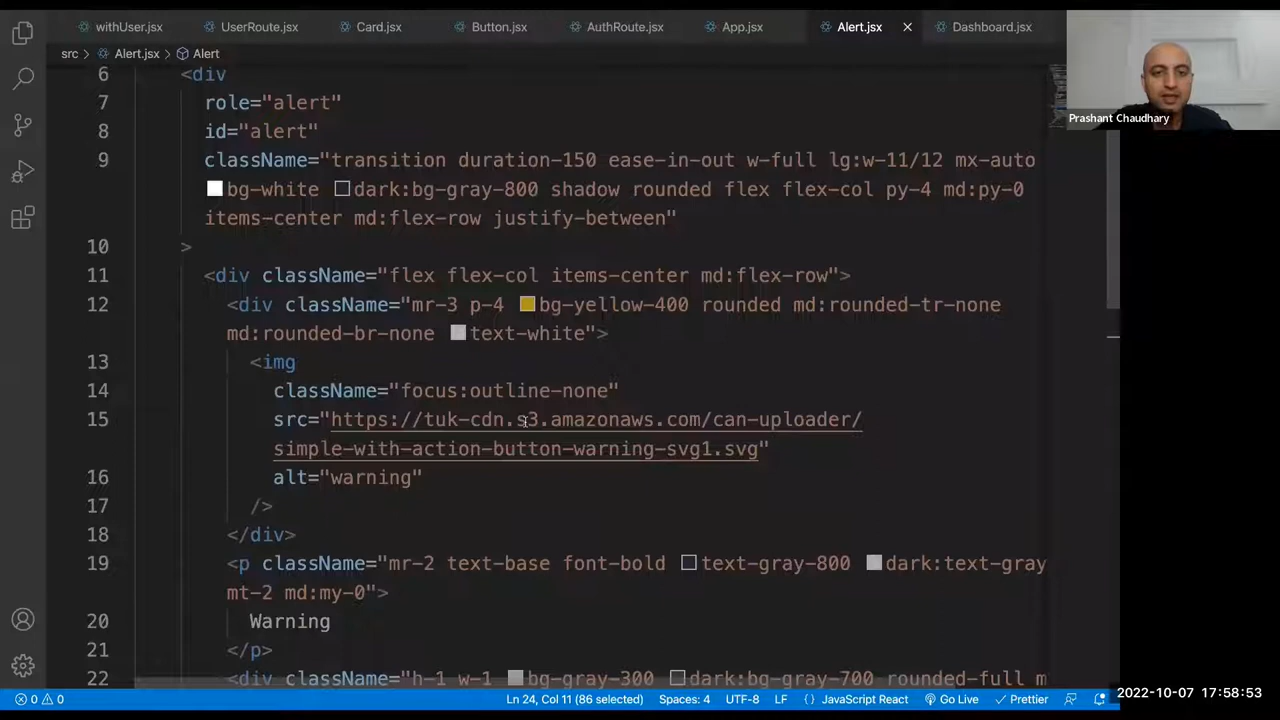 withUser.jsx UserRoute.jsx Card.jsx Button.jsx AuthRoute.jsx App.jsx Alert.jsx Dashboard.jsx
src > Alert.jsx > Alert
Prashant Chaudhary
6 <div
7 role="alert"
8 id="alert"
9 className="transition duration-150 ease-in-out w-full lg:w-11/12 mx-auto
bg-white dark:bg-gray-800 shadow rounded flex flex-col py-4 md:py-0
items-center md:flex-row justify-between"
10 >
11 <div className="flex flex-col items-center md:flex-row">
12 <div className="mr-3 p-4 bg-yellow-400 rounded md:rounded-tr-none
md:rounded-br-none text-white">
13 <img
14 className="focus:outline-none"
15 src="https://tuk-cdn.s3.amazonaws.com/can-uploader/
simple-with-action-button-warning-svg1.svg"
16 alt="warning"
17 />
18 </div>
19 <p className="mr-2 text-base font-bold text-gray-800 dark:text-gray
mt-2 md:my-0">
20 Warning
21 </p>
22 <div className="h-1 w-1 bg-gray-300 dark:bg-gray-700 rounded-full m
0 0 Ln 24, Col 11 (86 selected) Spaces: 4 UTF-8 LF JavaScript React Go Live Prettier
2022-10-07 17:58:53